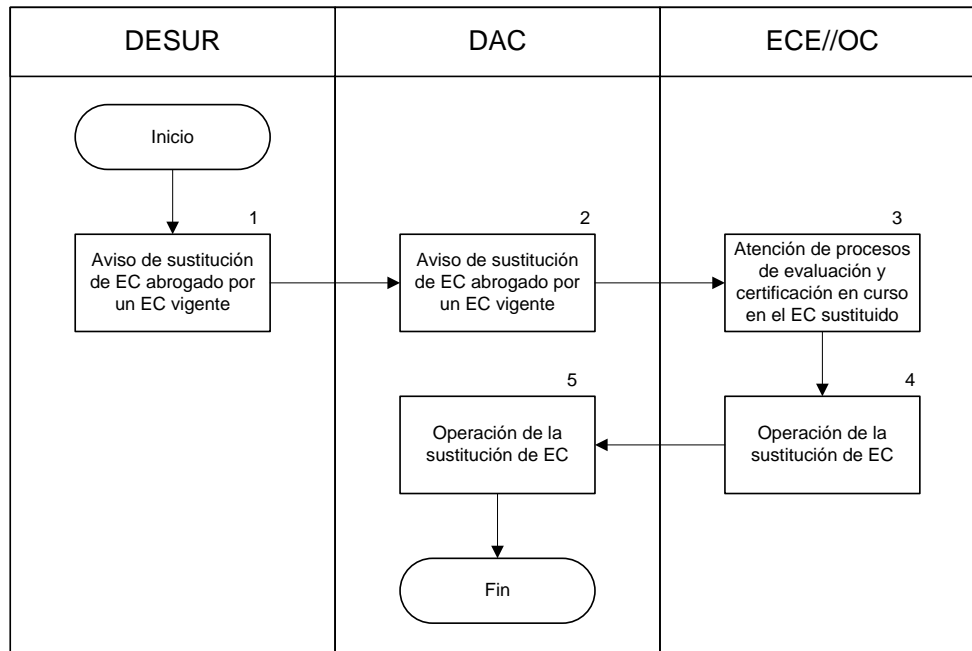 DESUR
DAC
ECE//OC
Inicio
1
Aviso de sustitución
de EC abrogado por
un EC vigente
2
Aviso de sustitución
de EC abrogado por
un EC vigente
3
Atención de procesos
de evaluación y
certificación en curso
en el EC sustituido
4
Operación de la
sustitución de EC
5
Operación de la
sustitución de EC
Fin